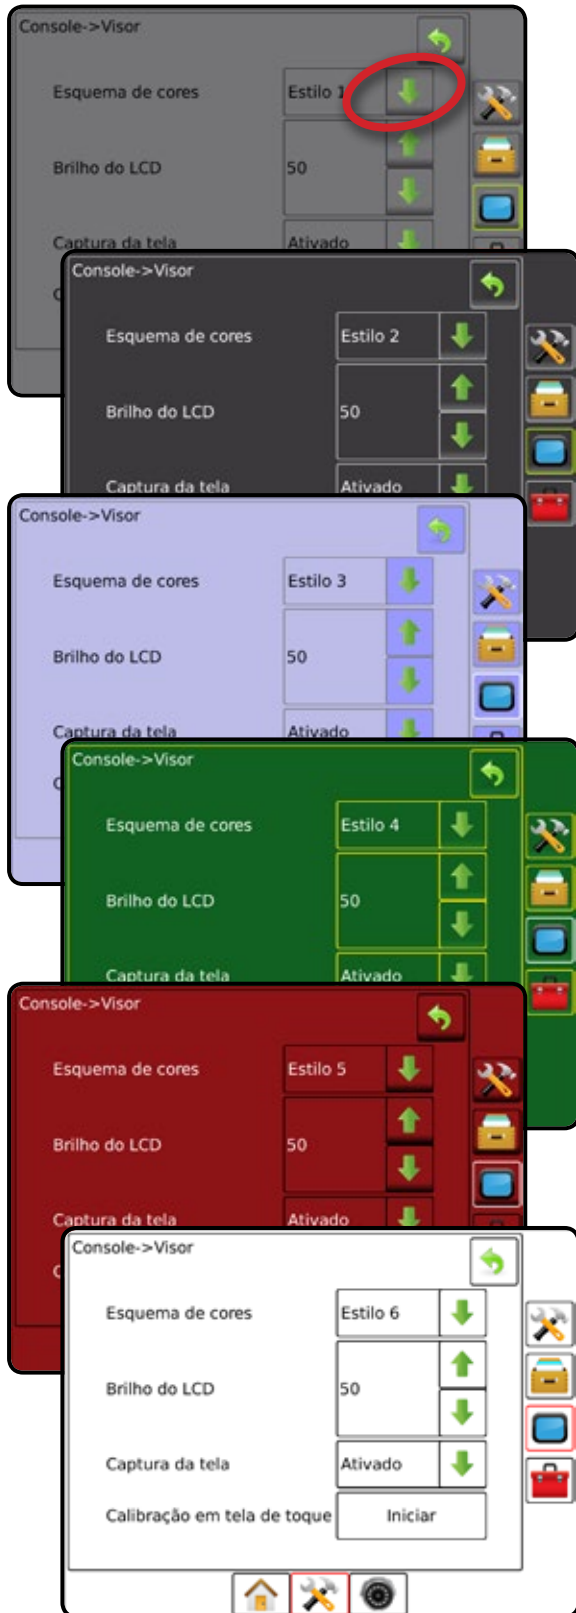 Console->Visor
Esquema de cores Estilo 1
Brilho do LCD 50
Captura da tela Ativado
C
Console->Visor
Esquema de cores Estilo 2
Brilho do LCD 50
Captura da tela Ativado
Console->Visor
Esquema de cores Estilo 3
Brilho do LCD 50
Captura da tela Ativado
C
Console->Visor
Esquema de cores Estilo 4
Brilho do LCD 50
Captura da tela Ativado
Console->Visor
Esquema de cores Estilo 5
Brilho do LCD 50
Captura da tela Ativado
C
Console->Visor
Esquema de cores Estilo 6
Brilho do LCD 50
Captura da tela Ativado
Calibração em tela de toque Iniciar